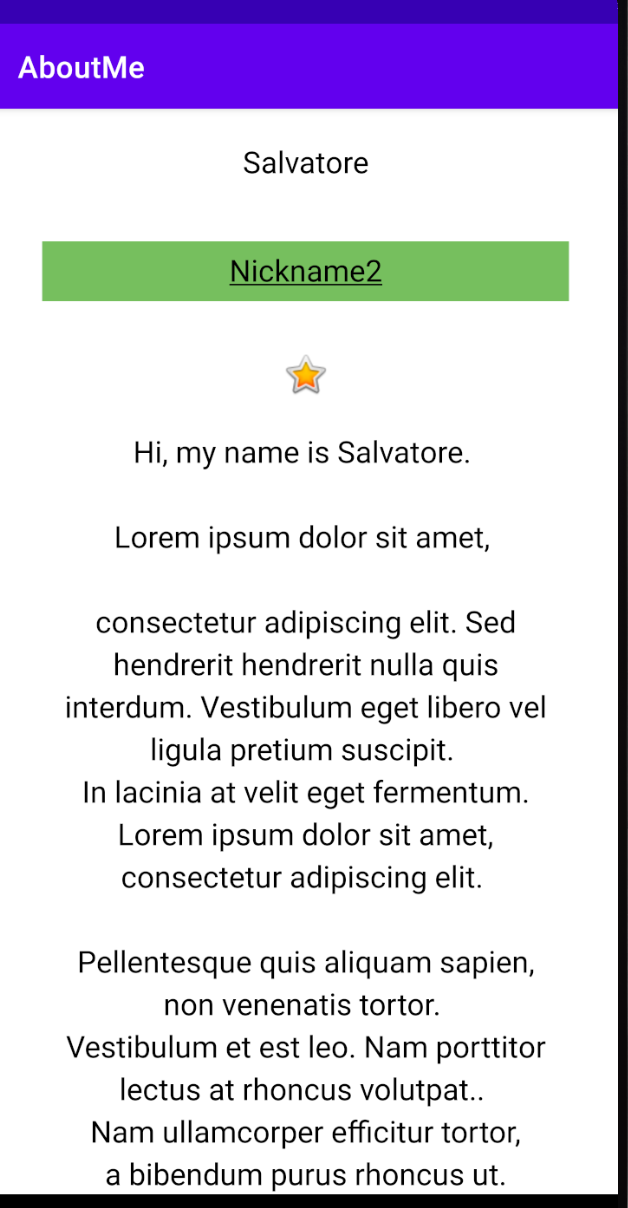 AboutMe
Salvatore
Nickname2
Hi, my name is Salvatore.
Lorem ipsum dolor sit amet,
consectetur adipiscing elit. Sed
hendrerit hendrerit nulla quis
interdum. Vestibulum eget libero vel
ligula pretium suscipit.
In lacinia at velit eget fermentum.
Lorem ipsum dolor sit amet,
consectetur adipiscing elit.
Pellentesque quis aliquam sapien,
non venenatis tortor.
Vestibulum et est leo. Nam porttitor
lectus at rhoncus volutpat..
Nam ullamcorper efficitur tortor,
a bibendum purus rhoncus ut.